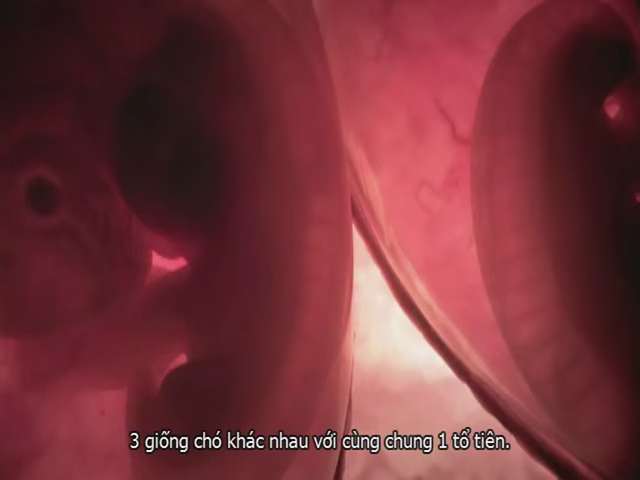 3 giống chó khác nhau với cùng chung 1 tổ tiên.